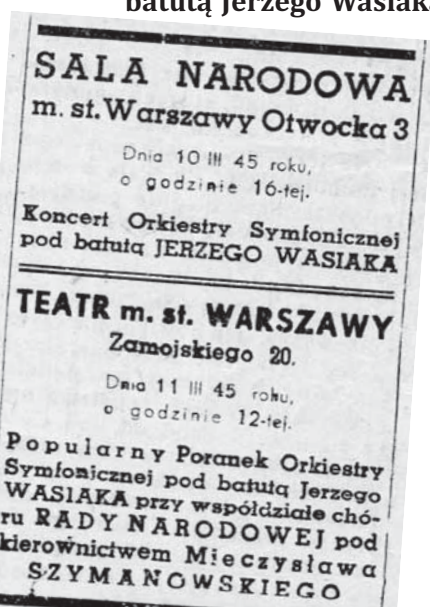 batutą Jerzego Wasiaka
SALA NARODOWA
m. st. Warszawy Otwocka 3
Dnia 10 III 45 roku,
o godzinie 16-tej.
Koncert Orkiestry Symfonicznej
pod batutą JERZEGO WASIAKA
TEATR m. st. WARSZAWY
Zamojskiego 20.
Dnia 11 III 45 roku,
o godzinie 12-tej.
Popularny Poranek Orkiestry
Symfonicznej pod batutą Jerzego
WASIAKA przy współdziale chó-
ru RADY NARODOWEJ pod
kierownictwem Mieczysława
SZYMANOWSKIEGO